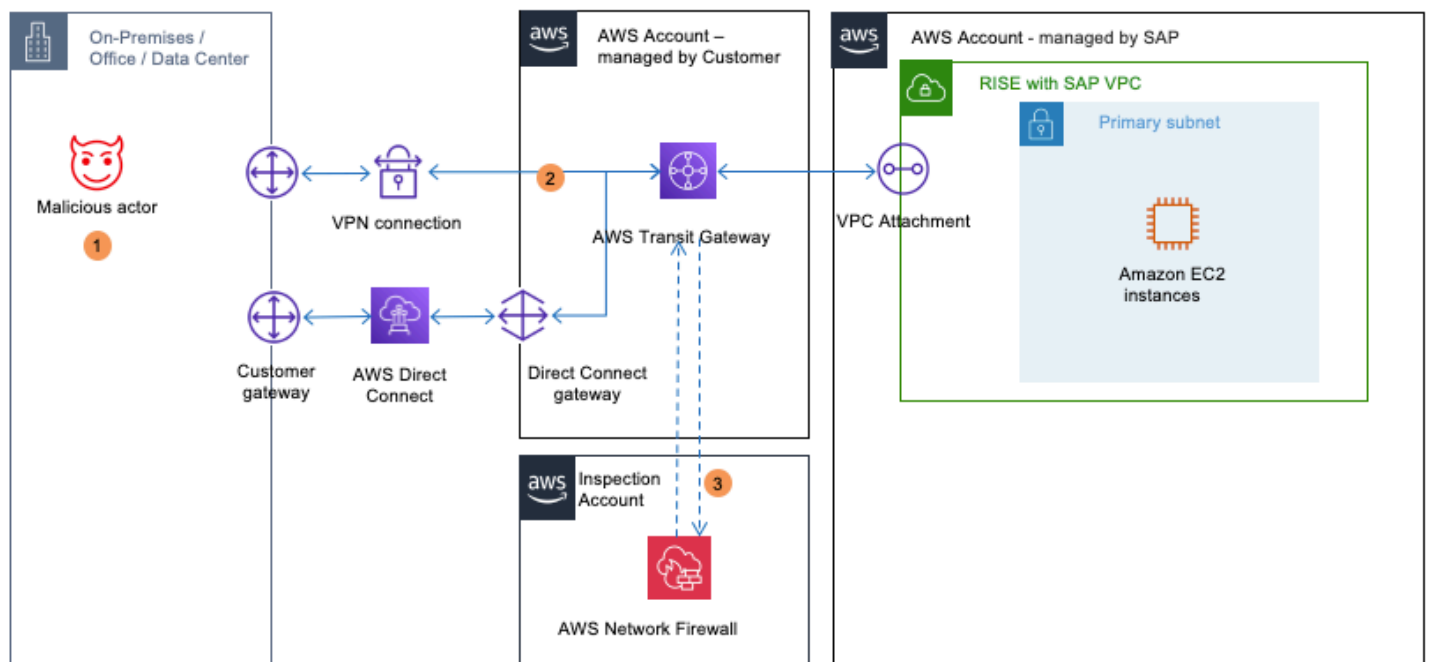 On-Premises /
Office / Data Center
Malicious actor
1
VPN connection
Customer
gateway
AWS Direct
Connect
aws
AWS Account –
managed by Customer
2
AWS Transit Gateway
Direct Connect
gateway
aws
Inspection
Account
3
AWS Network Firewall
aws
AWS Account - managed by SAP
RISE with SAP VPC
Primary subnet
VPC Attachment
Amazon EC2
instances